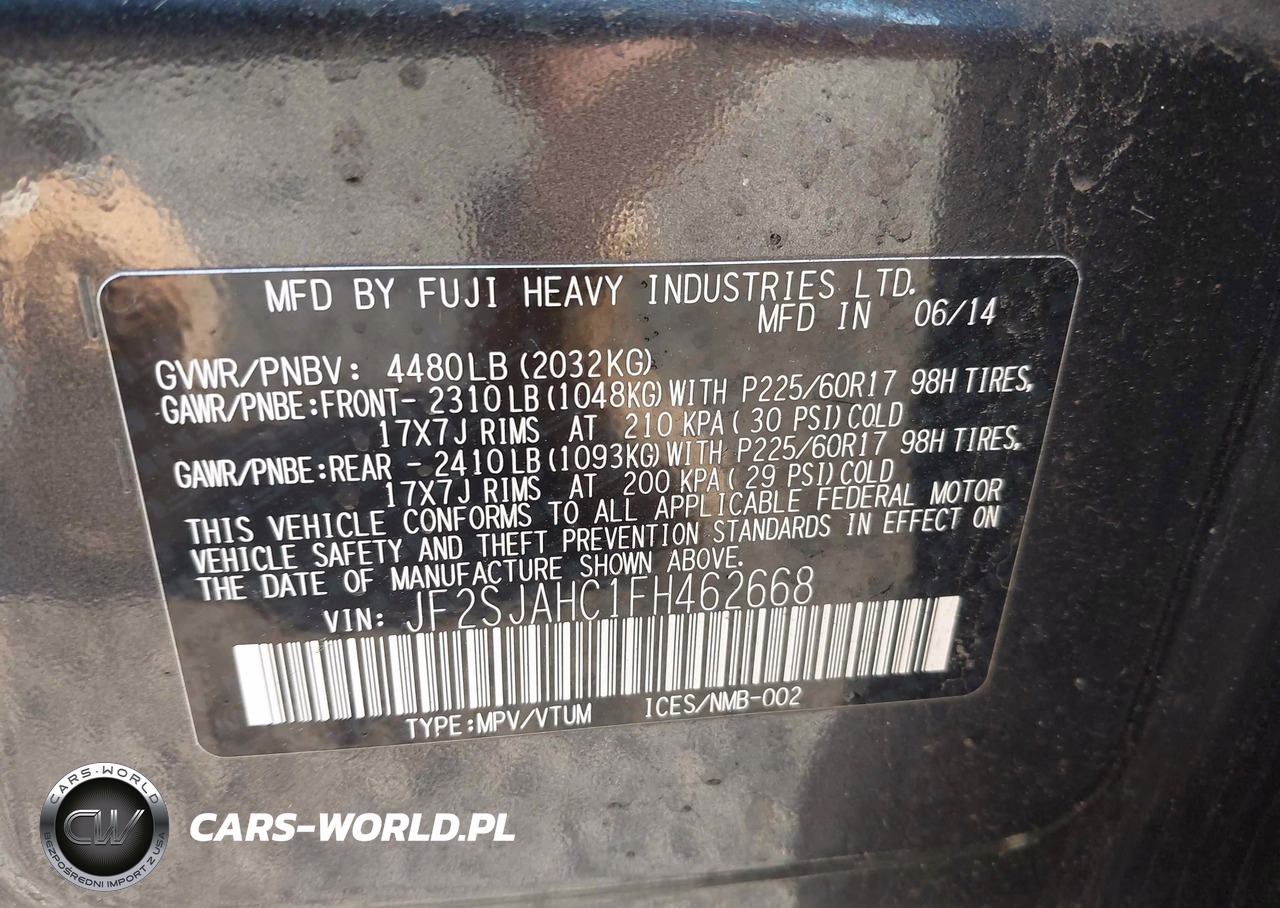 MFD BY FUJI HEAVY INDUSTRIES LTD.
MFD IN 06/14
GVWR/PNBV: 4480LB (2032KG)
GAWR/PNBE:FRONT- 2310LB (1048KG) WITH P225/60R17 98H TIRES,
17X7J RIMS AT 210 KPA ( 30 PSI) COLD
GAWR/PNBE:REAR - 2410LB (1093KG) WITH P225/60R17 98H TIRES,
17X7J RIMS AT 200 KPA ( 29 PSI) COLD
THIS VEHICLE CONFORMS TO ALL APPLICABLE FEDERAL MOTOR
VEHICLE SAFETY AND THEFT PREVENTION STANDARDS IN EFFECT ON
THE DATE OF MANUFACTURE SHOWN ABOVE.
VIN: JF2SJAHC1FH462668
TYPE:MPV/VTUM ICES/NMB-002
CARS-WORLD
CW
BEZPOŚREDNI IMPORT Z USA
CARS-WORLD.PL